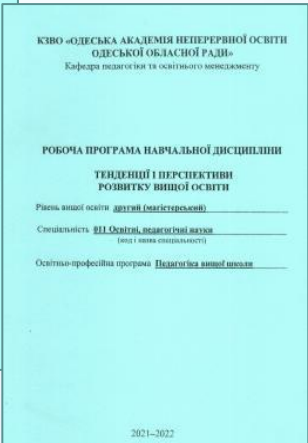 КЗВО «ОДЕСЬКА АКАДЕМІЯ НЕПЕРЕРВНОЇ ОСВІТИ
ОДЕСЬКОЇ ОБЛАСНОЇ РАДИ»
Кафедра педагогіки та освітнього менеджменту
РОБОЧА ПРОГРАМА НАВЧАЛЬНОЇ ДИСЦИПЛІНИ
ТЕНДЕНЦІЇ І ПЕРСПЕКТИВИ
РОЗВИТКУ ВИЩОЇ ОСВІТИ
Рівень вищої освіти другий (магістерський)
Спеціальність 011 Освітні, педагогічні науки
(код і назва спеціальності)
Освітньо-професійна програма Педагогіка вищої школи
2021–2022